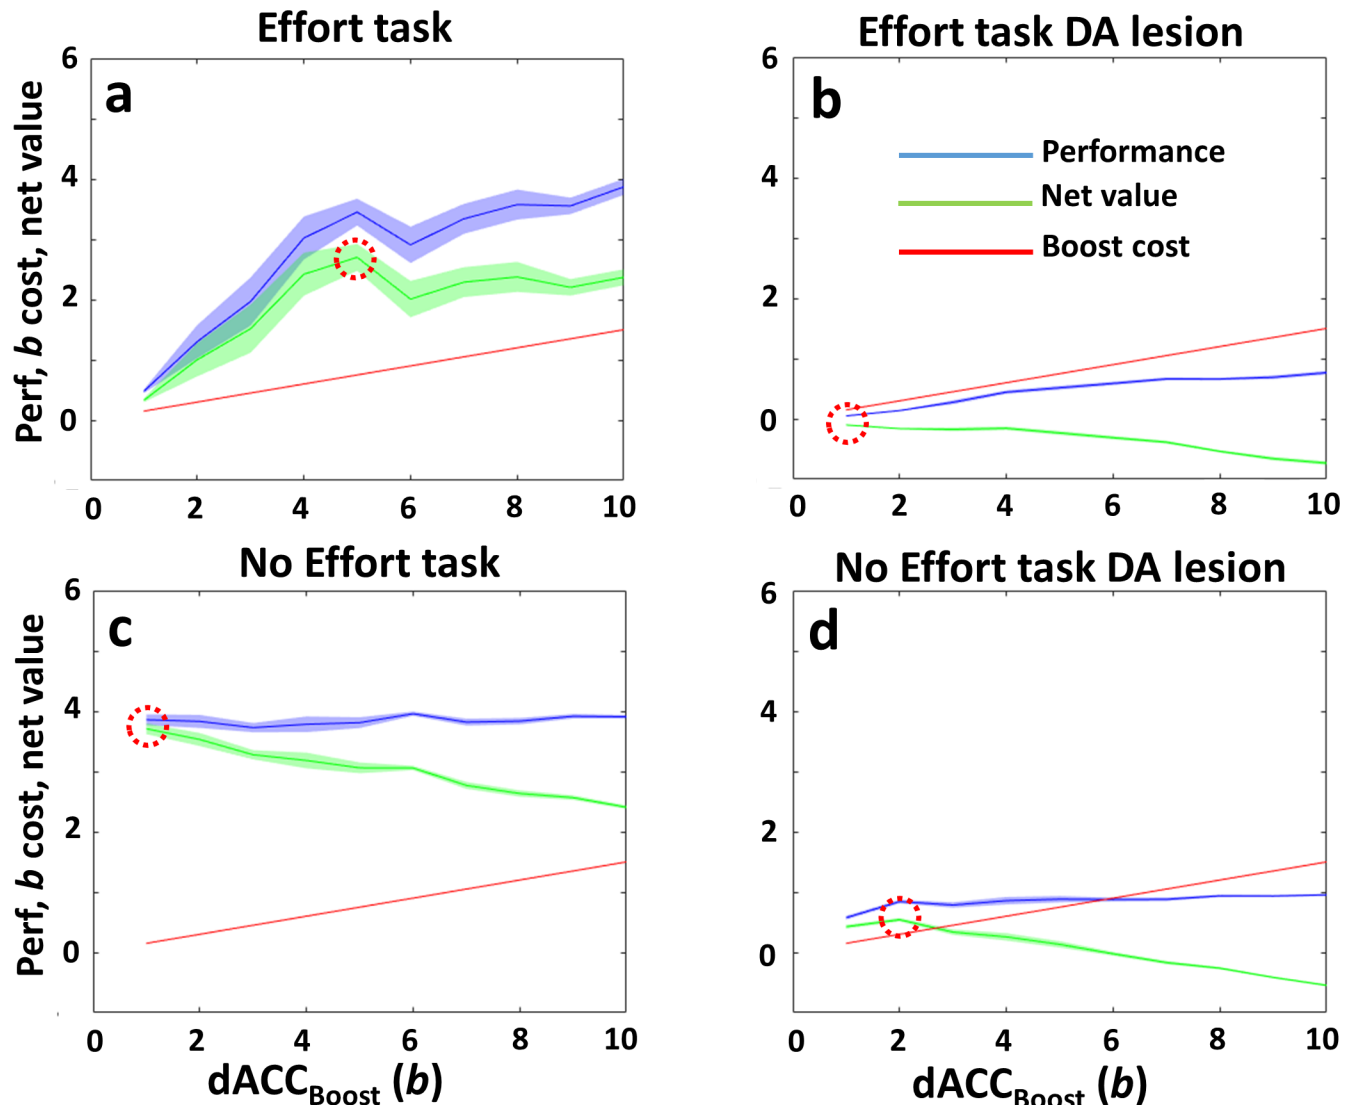 Effort task
a
Perf, b cost, net value
6
4
2
0
0 2 4 6 8 10
Effort task DA lesion
b
Performance
Net value
Boost cost
6
4
2
0
0 2 4 6 8 10
No Effort task
c
Perf, b cost, net value
6
4
2
0
0 2 4 6 8 10
dACCBoost (b)
No Effort task DA lesion
d
6
4
2
0
0 2 4 6 8 10
dACCBoost (b)